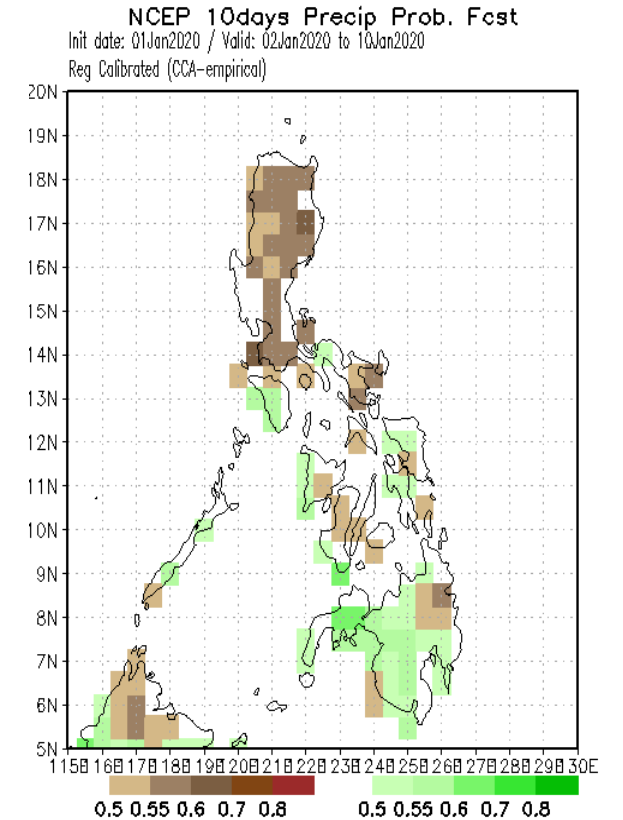 NCEP 10days Precip Prob. Fcst
Init date: 01Jan2020 / Valid: 02Jan2020 to 10Jan2020
Reg Calibrated (CCA-empirical)
20N
19N
18N
17N
16N
15N
14N
13N
12N
11N
10N
9N
8N
7N
6N
5N
115E 116E 117E 118E 119E 120E 121E 122E 123E 124E 125E 126E 127E 128E 129E 130E
0.5 0.55 0.6 0.7 0.8 0.5 0.55 0.6 0.7 0.8